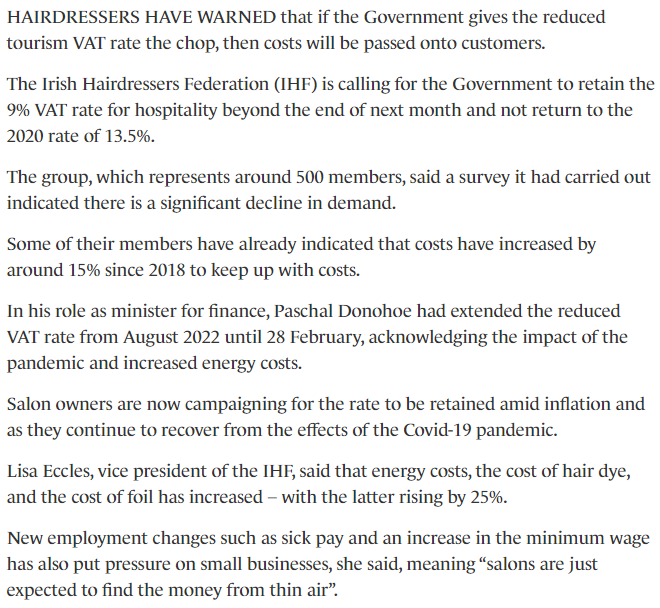 HAIRDRESSERS HAVE WARNED that if the Government gives the reduced
tourism VAT rate the chop, then costs will be passed onto customers.
The Irish Hairdressers Federation (IHF) is calling for the Government to retain the
9% VAT rate for hospitality beyond the end of next month and not return to the
2020 rate of 13.5%.
The group, which represents around 500 members, said a survey it had carried out
indicated there is a significant decline in demand.
Some of their members have already indicated that costs have increased by
around 15% since 2018 to keep up with costs.
In his role as minister for finance, Paschal Donohoe had extended the reduced
VAT rate from August 2022 until 28 February, acknowledging the impact of the
pandemic and increased energy costs.
Salon owners are now campaigning for the rate to be retained amid inflation and
as they continue to recover from the effects of the Covid-19 pandemic.
Lisa Eccles, vice president of the IHF, said that energy costs, the cost of hair dye,
and the cost of foil has increased – with the latter rising by 25%.
New employment changes such as sick pay and an increase in the minimum wage
has also put pressure on small businesses, she said, meaning “salons are just
expected to find the money from thin air”.